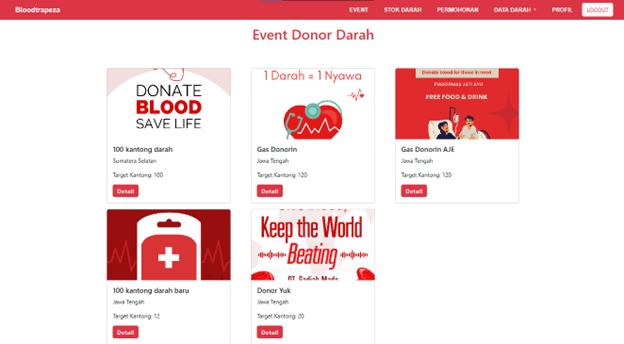 Bloodtrapeza
EVENT
STOK DARAH
PERMOHONAN
DATA DARAH
PROFIL
LOGOUT
Event Donor Darah
DONATE
BLOOD
SAVE LIFE
100 kantong darah
Sumatera Selatan
Target Kantong: 100
Detail
1 Darah = 1 Nyawa
Gas Donorin
Jawa Tengah
Target Kantong: 120
Detail
Donate blood for those in need
FREE FOOD & DRINK
Gas Donorin AJE
Jawa Tengah
Target Kantong: 120
Detail
100 kantong darah baru
Jawa Tengah
Target Kantong: 12
Detail
Keep the World
Beating
Donor Yuk
Jawa Tengah
Target Kantong: 20
Detail